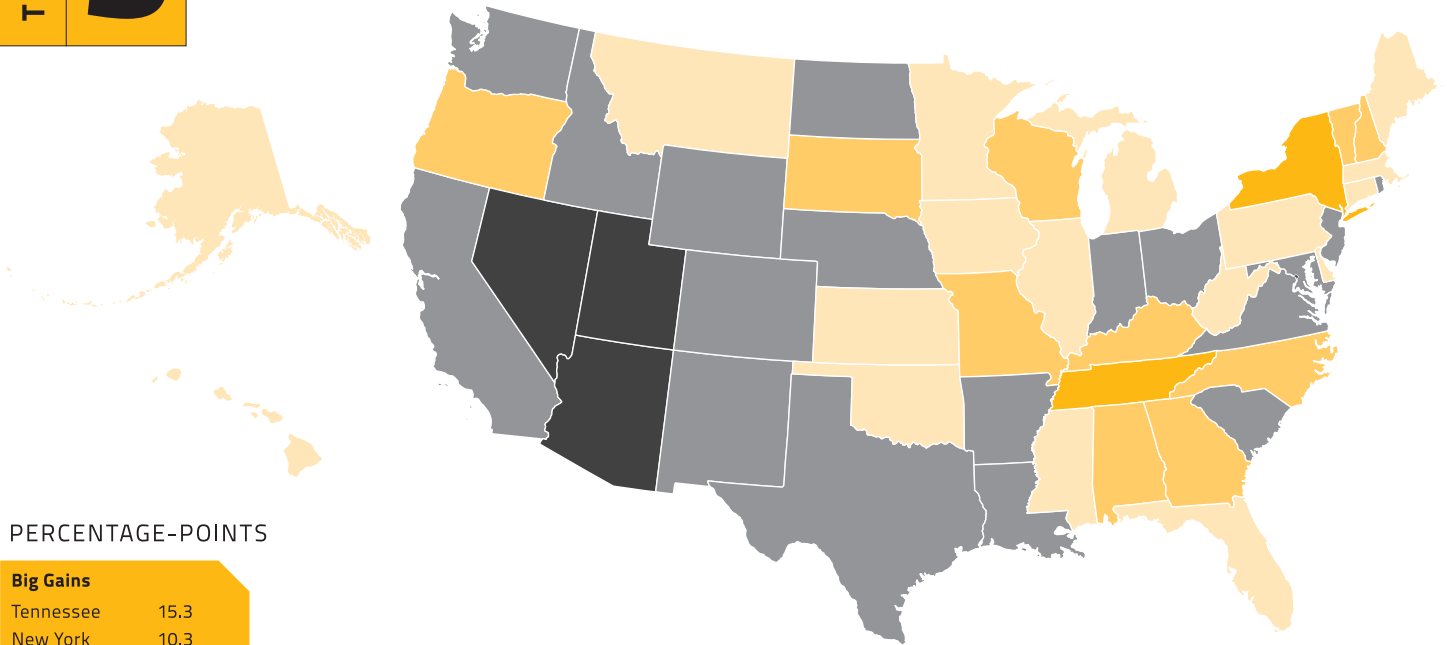 T
PERCENTAGE-POINTS
Big Gains
Tennessee 15.3
New York 10.3